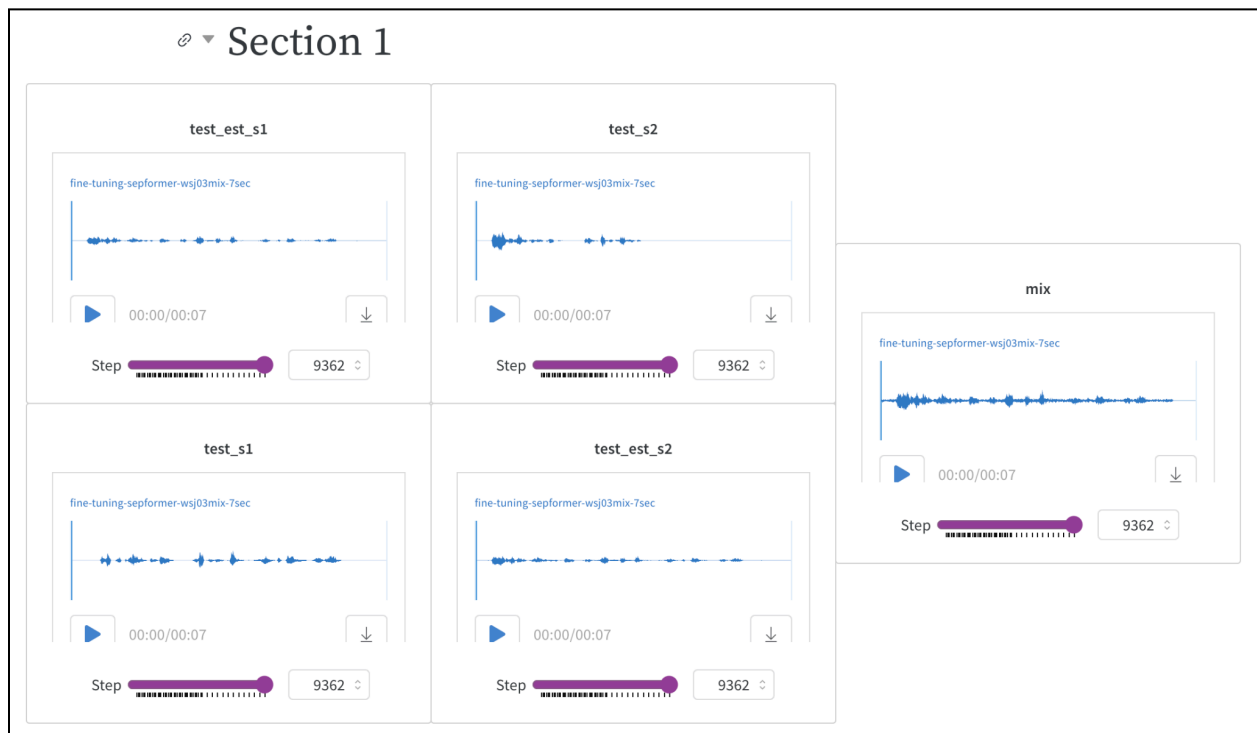 Section 1
test_est_s1
fine-tuning-sepformer-wsj03mix-7sec
00:00/00:07
Step 9362
test_s2
fine-tuning-sepformer-wsj03mix-7sec
00:00/00:07
Step 9362
test_s1
fine-tuning-sepformer-wsj03mix-7sec
00:00/00:07
Step 9362
test_est_s2
fine-tuning-sepformer-wsj03mix-7sec
00:00/00:07
Step 9362
mix
fine-tuning-sepformer-wsj03mix-7sec
00:00/00:07
Step 9362